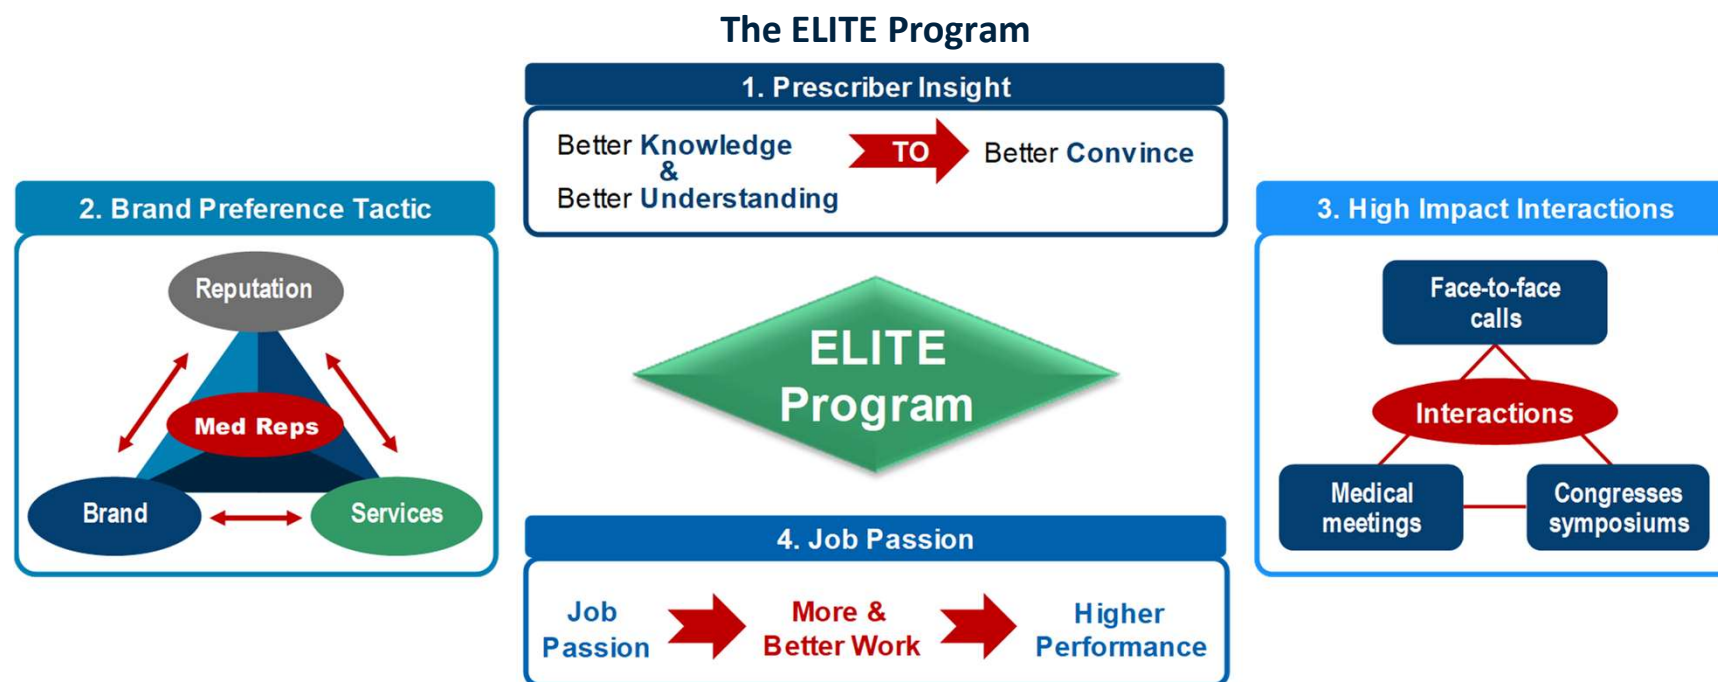 The ELITE Program
1. Prescriber Insight
Better Knowledge
&
Better Understanding
TO
Better Convince
2. Brand Preference Tactic
Reputation
Med Reps
Brand
Services
ELITE
Program
3. High Impact Interactions
Face-to-face
calls
Interactions
Medical
meetings
Congresses
symposiums
4. Job Passion
Job
Passion
More &
Better Work
Higher
Performance